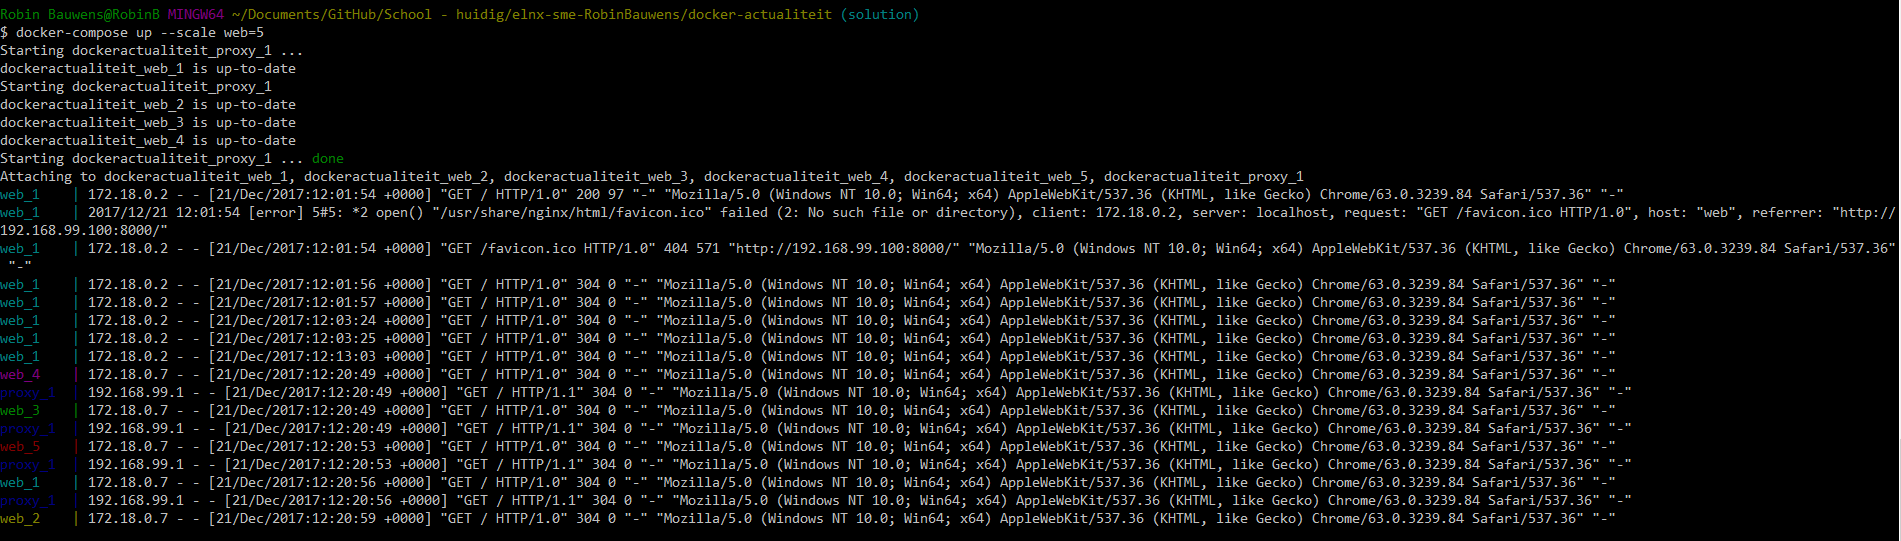 Robin Bauwens@RobinB MINGW64 ~/Documents/GitHub/School - huidig/elnx-sme-RobinBauwens/docker-actualiteit (solution)
$ docker-compose up --scale web=5
Starting dockeractualiteit_proxy_1 ...
dockeractualiteit_web_1 is up-to-date
Starting dockeractualiteit_proxy_1
dockeractualiteit_web_2 is up-to-date
dockeractualiteit_web_3 is up-to-date
dockeractualiteit_web_4 is up-to-date
Starting dockeractualiteit_proxy_1 ... done
Attaching to dockeractualiteit_web_1, dockeractualiteit_web_2, dockeractualiteit_web_3, dockeractualiteit_web_4, dockeractualiteit_web_5, dockeractualiteit_proxy_1
web_1    | 172.18.0.2 - - [21/Dec/2017:12:01:54 +0000] "GET / HTTP/1.0" 200 97 "-" "Mozilla/5.0 (Windows NT 10.0; Win64; x64) AppleWebKit/537.36 (KHTML, like Gecko) Chrome/63.0.3239.84 Safari/537.36" "-"
web_1    | 2017/12/21 12:01:54 [error] 5#5: *2 open() "/usr/share/nginx/html/favicon.ico" failed (2: No such file or directory), client: 172.18.0.2, server: localhost, request: "GET /favicon.ico HTTP/1.0", host: "web", referrer: "http://
192.168.99.100:8000/"
web_1    | 172.18.0.2 - - [21/Dec/2017:12:01:54 +0000] "GET /favicon.ico HTTP/1.0" 404 571 "http://192.168.99.100:8000/" "Mozilla/5.0 (Windows NT 10.0; Win64; x64) AppleWebKit/537.36 (KHTML, like Gecko) Chrome/63.0.3239.84 Safari/537.36"
 "-"
web_1    | 172.18.0.2 - - [21/Dec/2017:12:01:56 +0000] "GET / HTTP/1.0" 304 0 "-" "Mozilla/5.0 (Windows NT 10.0; Win64; x64) AppleWebKit/537.36 (KHTML, like Gecko) Chrome/63.0.3239.84 Safari/537.36" "-"
web_1    | 172.18.0.2 - - [21/Dec/2017:12:01:57 +0000] "GET / HTTP/1.0" 304 0 "-" "Mozilla/5.0 (Windows NT 10.0; Win64; x64) AppleWebKit/537.36 (KHTML, like Gecko) Chrome/63.0.3239.84 Safari/537.36" "-"
web_1    | 172.18.0.2 - - [21/Dec/2017:12:03:24 +0000] "GET / HTTP/1.0" 304 0 "-" "Mozilla/5.0 (Windows NT 10.0; Win64; x64) AppleWebKit/537.36 (KHTML, like Gecko) Chrome/63.0.3239.84 Safari/537.36" "-"
web_1    | 172.18.0.2 - - [21/Dec/2017:12:03:25 +0000] "GET / HTTP/1.0" 304 0 "-" "Mozilla/5.0 (Windows NT 10.0; Win64; x64) AppleWebKit/537.36 (KHTML, like Gecko) Chrome/63.0.3239.84 Safari/537.36" "-"
web_1    | 172.18.0.2 - - [21/Dec/2017:12:13:03 +0000] "GET / HTTP/1.0" 304 0 "-" "Mozilla/5.0 (Windows NT 10.0; Win64; x64) AppleWebKit/537.36 (KHTML, like Gecko) Chrome/63.0.3239.84 Safari/537.36" "-"
web_4    | 172.18.0.7 - - [21/Dec/2017:12:20:49 +0000] "GET / HTTP/1.0" 304 0 "-" "Mozilla/5.0 (Windows NT 10.0; Win64; x64) AppleWebKit/537.36 (KHTML, like Gecko) Chrome/63.0.3239.84 Safari/537.36" "-"
proxy_1  | 192.168.99.1 - - [21/Dec/2017:12:20:49 +0000] "GET / HTTP/1.1" 304 0 "-" "Mozilla/5.0 (Windows NT 10.0; Win64; x64) AppleWebKit/537.36 (KHTML, like Gecko) Chrome/63.0.3239.84 Safari/537.36" "-"
web_3    | 172.18.0.7 - - [21/Dec/2017:12:20:49 +0000] "GET / HTTP/1.0" 304 0 "-" "Mozilla/5.0 (Windows NT 10.0; Win64; x64) AppleWebKit/537.36 (KHTML, like Gecko) Chrome/63.0.3239.84 Safari/537.36" "-"
proxy_1  | 192.168.99.1 - - [21/Dec/2017:12:20:49 +0000] "GET / HTTP/1.1" 304 0 "-" "Mozilla/5.0 (Windows NT 10.0; Win64; x64) AppleWebKit/537.36 (KHTML, like Gecko) Chrome/63.0.3239.84 Safari/537.36" "-"
web_5    | 172.18.0.7 - - [21/Dec/2017:12:20:53 +0000] "GET / HTTP/1.0" 304 0 "-" "Mozilla/5.0 (Windows NT 10.0; Win64; x64) AppleWebKit/537.36 (KHTML, like Gecko) Chrome/63.0.3239.84 Safari/537.36" "-"
proxy_1  | 192.168.99.1 - - [21/Dec/2017:12:20:53 +0000] "GET / HTTP/1.1" 304 0 "-" "Mozilla/5.0 (Windows NT 10.0; Win64; x64) AppleWebKit/537.36 (KHTML, like Gecko) Chrome/63.0.3239.84 Safari/537.36" "-"
web_1    | 172.18.0.7 - - [21/Dec/2017:12:20:56 +0000] "GET / HTTP/1.0" 304 0 "-" "Mozilla/5.0 (Windows NT 10.0; Win64; x64) AppleWebKit/537.36 (KHTML, like Gecko) Chrome/63.0.3239.84 Safari/537.36" "-"
proxy_1  | 192.168.99.1 - - [21/Dec/2017:12:20:56 +0000] "GET / HTTP/1.1" 304 0 "-" "Mozilla/5.0 (Windows NT 10.0; Win64; x64) AppleWebKit/537.36 (KHTML, like Gecko) Chrome/63.0.3239.84 Safari/537.36" "-"
web_2    | 172.18.0.7 - - [21/Dec/2017:12:20:59 +0000] "GET / HTTP/1.0" 304 0 "-" "Mozilla/5.0 (Windows NT 10.0; Win64; x64) AppleWebKit/537.36 (KHTML, like Gecko) Chrome/63.0.3239.84 Safari/537.36" "-"